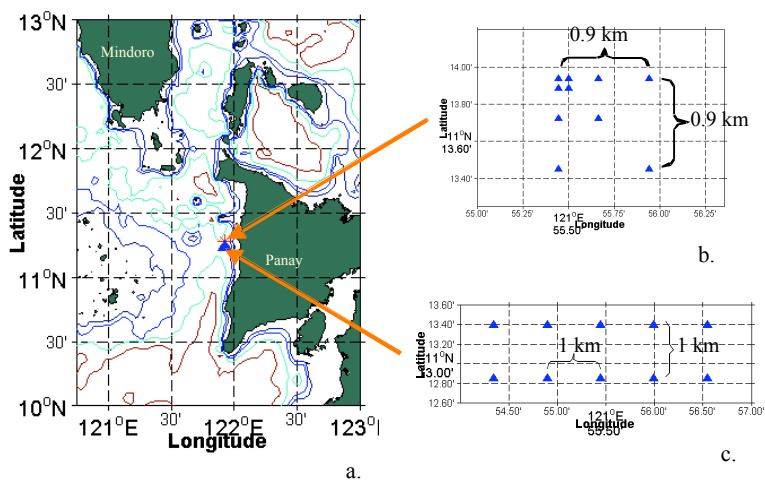 13°N
Mindoro
30'
12°N
30'
11°N
30'
10°N
Latitude
Panay
121°E
30'
122°E
30'
123°
Longitude
a.
0.9 km
14.00'
13.80'
11°N
13.60'
13.40'
Latitude
0.9 km
55.00'
55.25'
121°E
55.50'
55.75'
56.00'
56.25'
Longitude
b.
13.60'
13.40'
11°N
13.00'
12.80'
12.60'
Latitude
1 km
1 km
54.50'
55.00'
121°E
55.50'
56.00'
56.50'
57.00'
Longitude
c.